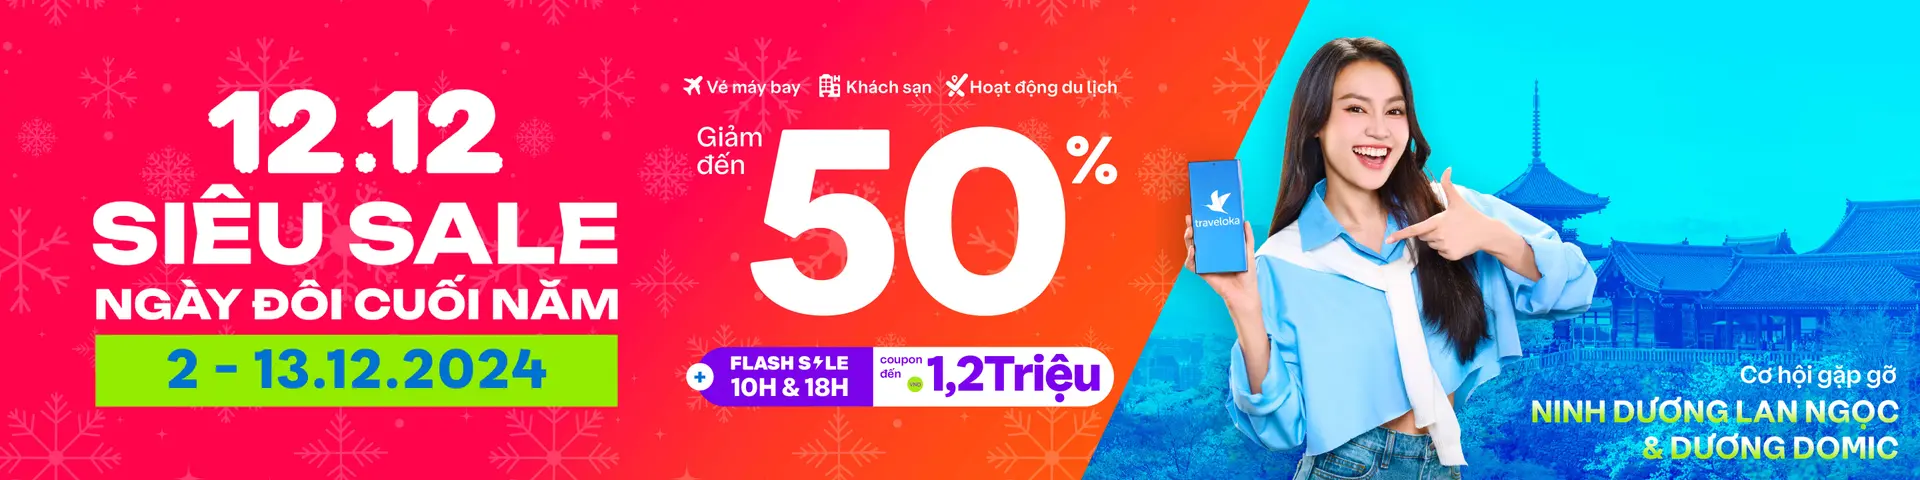 12.12
SIÊU SALE
NGÀY ĐÔI CUỐI NĂM
2 - 13.12.2024
Vé máy bay Khách sạn Hoạt động du lịch
Giảm
đến
50%
+
FLASH SALE
10H & 18H
coupon
đến
VND
1,2Triệu
traveloka
Cơ hội gặp gỡ
NINH DƯƠNG LAN NGỌC
& DƯƠNG DOMIC